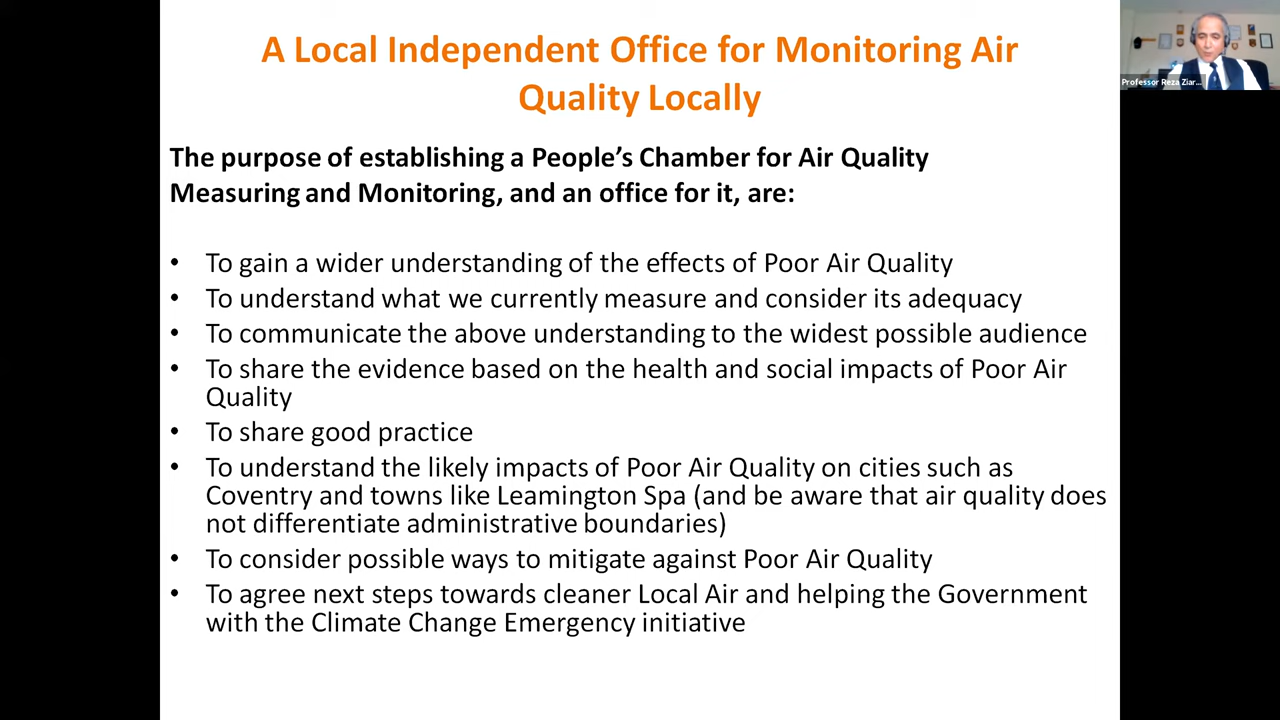 A Local Independent Office for Monitoring Air
Quality Locally
Professor Reza Ziar...
The purpose of establishing a People's Chamber for Air Quality
Measuring and Monitoring, and an office for it, are:
• To gain a wider understanding of the effects of Poor Air Quality
• To understand what we currently measure and consider its adequacy
• To communicate the above understanding to the widest possible audience
• To share the evidence based on the health and social impacts of Poor Air
Quality
• To share good practice
• To understand the likely impacts of Poor Air Quality on cities such as
Coventry and towns like Leamington Spa (and be aware that air quality does
not differentiate administrative boundaries)
• To consider possible ways to mitigate against Poor Air Quality
• To agree next steps towards cleaner Local Air and helping the Government
with the Climate Change Emergency initiative